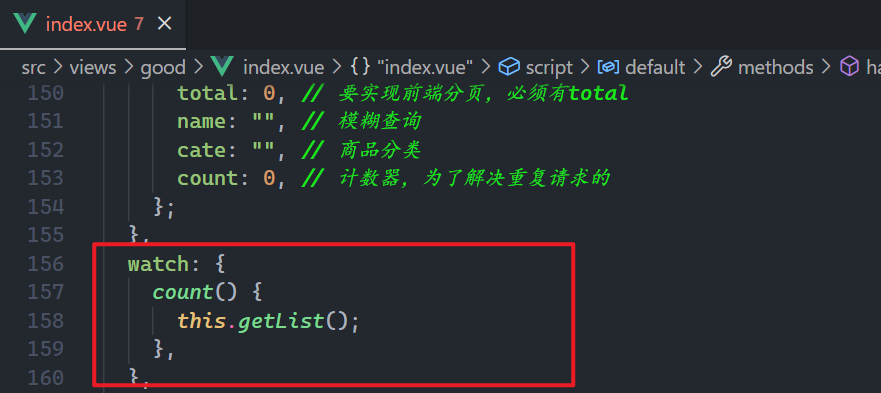 index.vue 7 ×
src > views > good > index.vue > {} "index.vue" > script > default > methods > ha
150 total: 0, // 要实现前端分页，必须有total
151 name: "", // 模糊查询
152 cate: "", // 商品分类
153 count: 0, // 计数器，为了解决重复请求的
154 };
155 },
156 watch: {
157 count() {
158 this.getList();
159 },
160 },